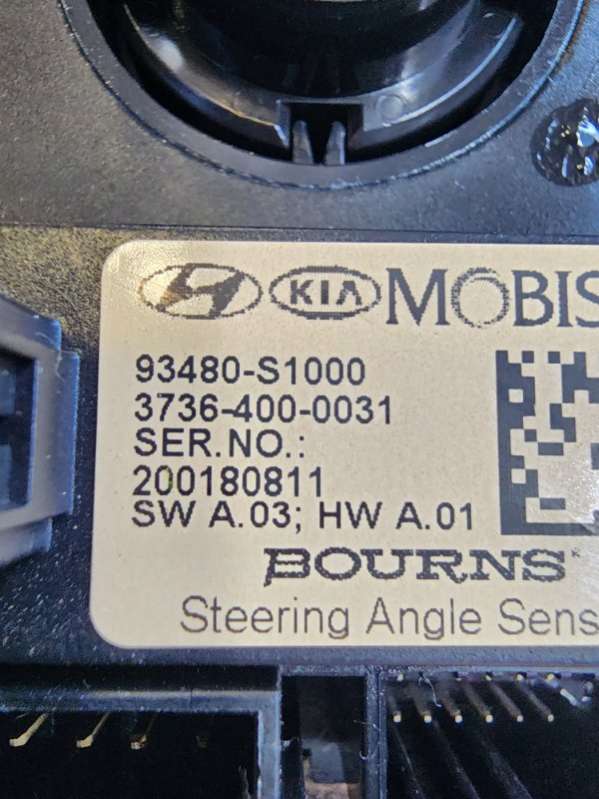 KIA MOBIS
93480-S1000
3736-400-0031
SER.NO.:
200180811
SW A.03; HW A.01
BOURNS
Steering Angle Sens